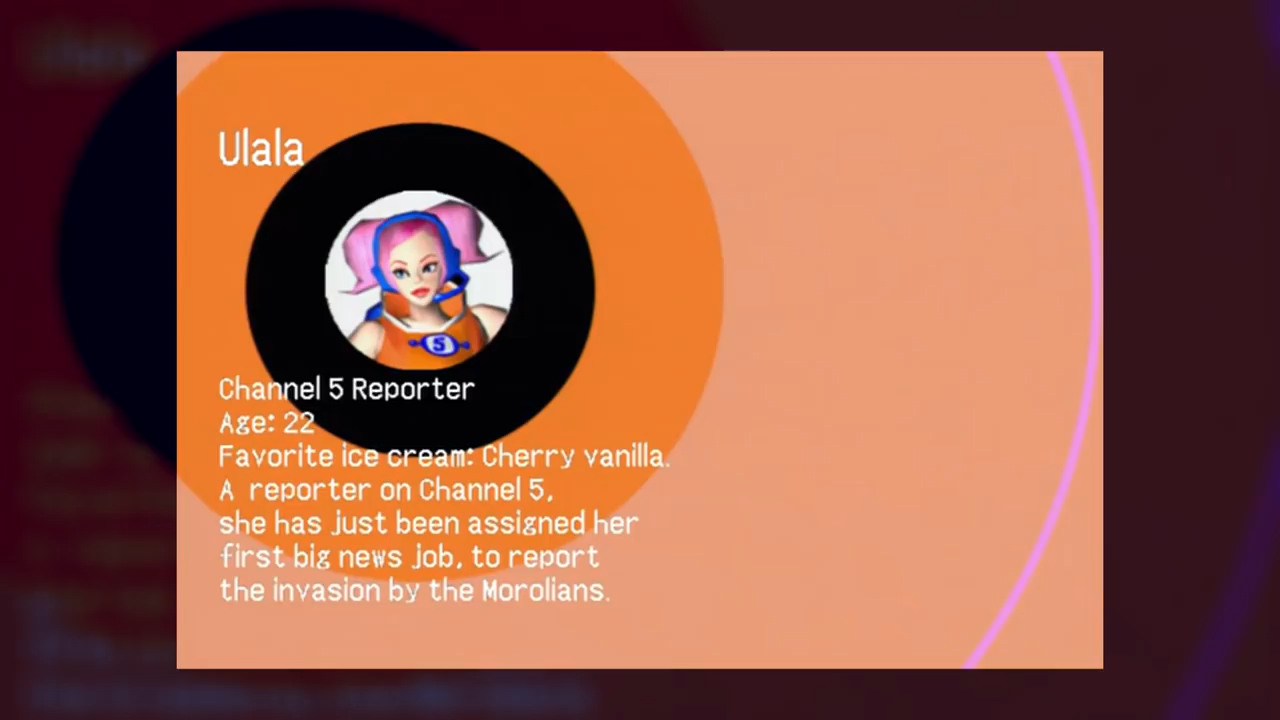 Ulala
5
Channel 5 Reporter
Age: 22
Favorite ice cream: Cherry vanilla.
A reporter on Channel 5,
she has just been assigned her
first big news job, to report
the invasion by the Morolians.